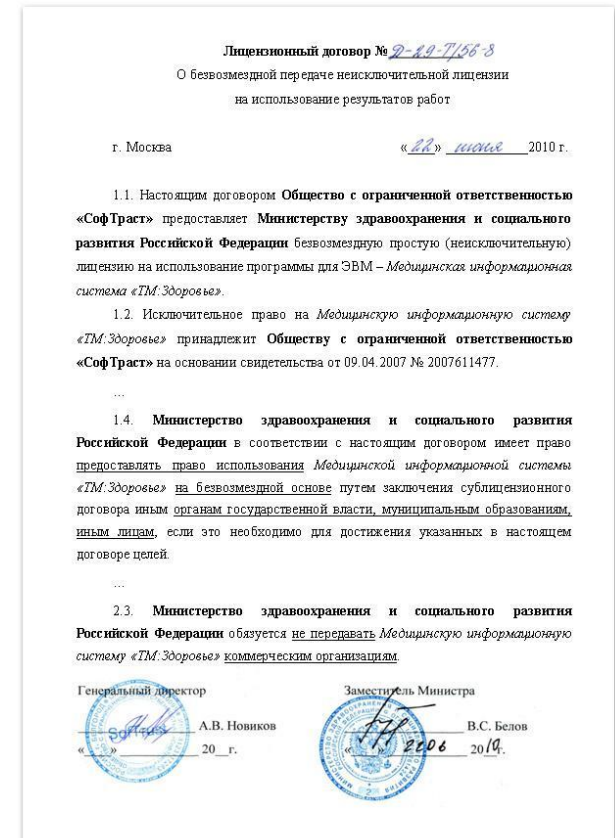 Лицензионный договор № Д-29-Т/56-8
О безвозмездной передаче неисключительной лицензии
на использование результатов работ
г. Москва «22» июня 2010 г.
1.1. Настоящим договором Общество с ограниченной ответственностью
«СофТраст» предоставляет Министерству здравоохранения и социального
развития Российской Федерации безвозмездную простую (неисключительную)
лицензию на использование программы для ЭВМ – Медицинская информационная
система «ТМ:Здоровье».
1.2. Исключительное право на Медицинскую информационную систему
«ТМ:Здоровье» принадлежит Обществу с ограниченной ответственностью
«СофТраст» на основании свидетельства от 09.04.2007 № 2007611477.
…
1.4. Министерство здравоохранения и социального развития
Российской Федерации в соответствии с настоящим договором имеет право
предоставлять право использования Медицинской информационной системы
«ТМ:Здоровье» на безвозмездной основе путем заключения сублицензионного
договора иным органам государственной власти, муниципальным образованиям,
иным лицам, если это необходимо для достижения указанных в настоящем
договоре целей.
…
2.3. Министерство здравоохранения и социального развития
Российской Федерации обязуется не передавать Медицинскую информационную
систему «ТМ:Здоровье» коммерческим организациям.
Генеральный директор Заместитель Министра
SofTrust А.В. Новиков В.С. Белов
«___»____________ 20__г. «___» 2206 2010г.